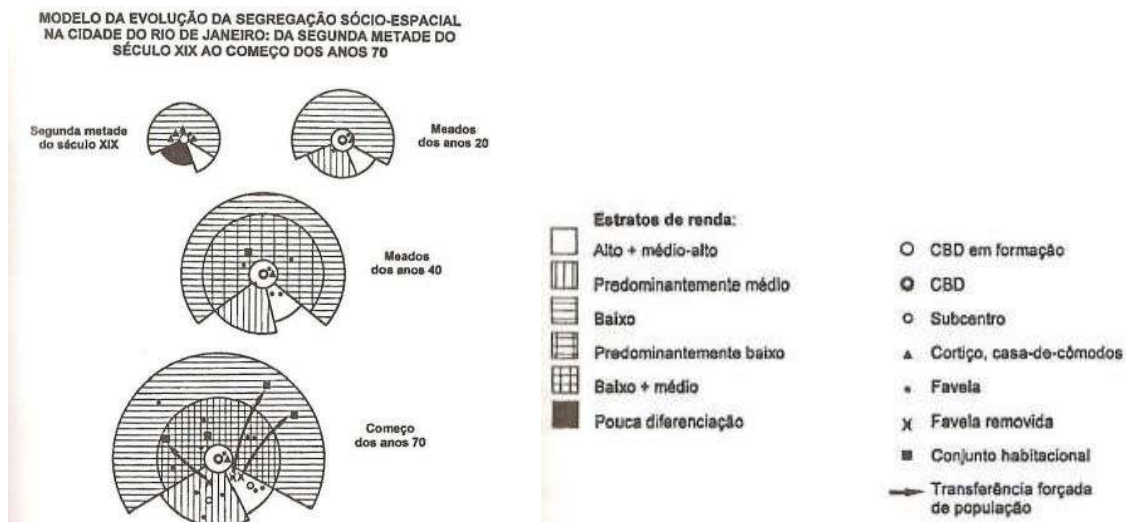 MODELO DA EVOLUÇÃO DA SEGREGAÇÃO SÓCIO-ESPACIAL
NA CIDADE DO RIO DE JANEIRO: DA SEGUNDA METADE DO
SÉCULO XIX AO COMEÇO DOS ANOS 70
Segunda metade
do século XIX
Meados
dos anos 20
Meados
dos anos 40
Começo
dos anos 70
Estratos de renda:
Alto + médio-alto
Predominantemente médio
Baixo
Predominantemente baixo
Baixo + médio
Pouca diferenciação
CBD em formação
CBD
Subcentro
Cortiço, casa-de-cômodos
Favela
Favela removida
Conjunto habitacional
Transferência forçada
de população